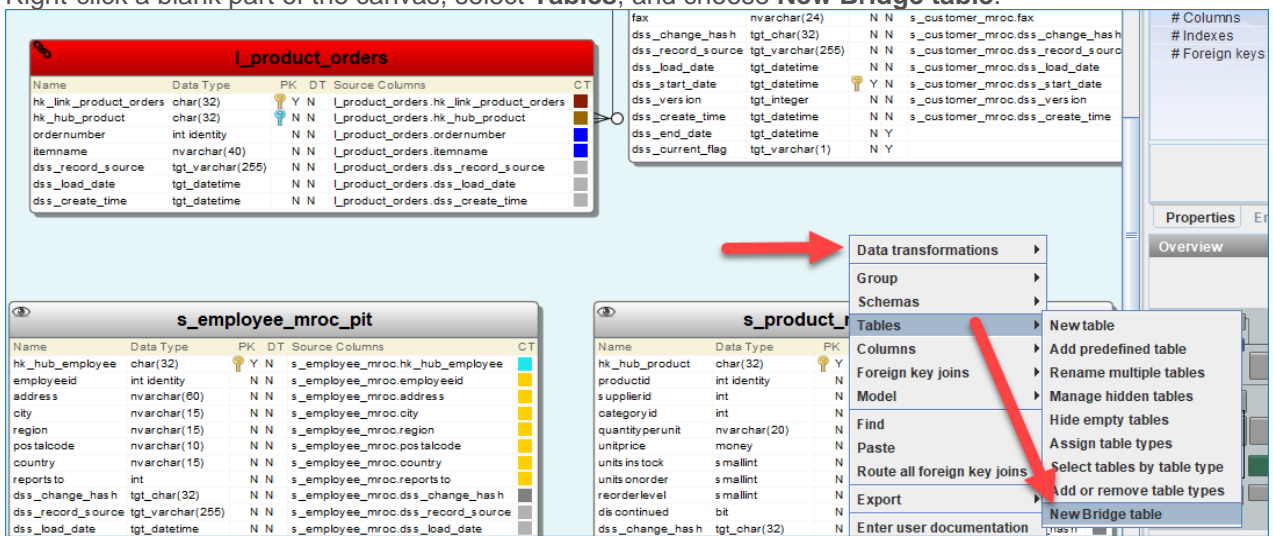 Right-click a blank part of the canvas, select Tables, and choose New Bridge table.
l_product_orders
Name Data Type PK DT Source Columns CT
hk_link_product_orders char(32) Y N l_product_orders.hk_link_product_orders
hk_hub_product char(32) N N l_product_orders.hk_hub_product
ordernumber int identity N N l_product_orders.ordernumber
itemname nvarchar(40) N N l_product_orders.itemname
dss_record_source tgt_varchar(255) N N l_product_orders.dss_record_source
dss_load_date tgt_datetime N N l_product_orders.dss_load_date
dss_create_time tgt_datetime N N l_product_orders.dss_create_time
fax nvarchar(24) N N s_customer_mroc.fax
dss_change_hash tgt_char(32) N N s_customer_mroc.dss_change_hash
dss_record_source tgt_varchar(255) N N s_customer_mroc.dss_record_sourc
dss_load_date tgt_datetime N N s_customer_mroc.dss_load_date
dss_start_date tgt_datetime Y N s_customer_mroc.dss_start_date
dss_version tgt_integer N N s_customer_mroc.dss_version
dss_create_time tgt_datetime N N s_customer_mroc.dss_create_time
dss_end_date tgt_datetime N Y
dss_current_flag tgt_varchar(1) N Y
# Columns
# Indexes
# Foreign keys
Properties Er
Overview
s_employee_mroc_pit
Name Data Type PK DT Source Columns CT
hk_hub_employee char(32) Y N s_employee_mroc.hk_hub_employee
employeeid int identity N N s_employee_mroc.employeeid
address nvarchar(60) N N s_employee_mroc.address
city nvarchar(15) N N s_employee_mroc.city
region nvarchar(15) N N s_employee_mroc.region
postalcode nvarchar(10) N N s_employee_mroc.postalcode
country nvarchar(15) N N s_employee_mroc.country
reportsto int N N s_employee_mroc.reportsto
dss_change_hash tgt_char(32) N N s_employee_mroc.dss_change_hash
dss_record_source tgt_varchar(255) N N s_employee_mroc.dss_record_source
dss_load_date tgt_datetime N N s_employee_mroc.dss_load_date
s_product_r
Name Data Type PK
hk_hub_product char(32) Y
productid int identity N
supplierid int N
categoryid int N
quantityperunit nvarchar(20) N
unitprice money N
unitsinstock smallint N
unitsonorder smallint N
reorderlevel smallint N
discontinued bit N
dss_change_hash tgt_char(32) N
hash
Data transformations
Group
Schemas
Tables
Columns
Foreign key joins
Model
Find
Paste
Route all foreign key joins
Export
Enter user documentation
New table
Add predefined table
Rename multiple tables
Manage hidden tables
Hide empty tables
Assign table types
Select tables by table type
Add or remove table types
New Bridge table